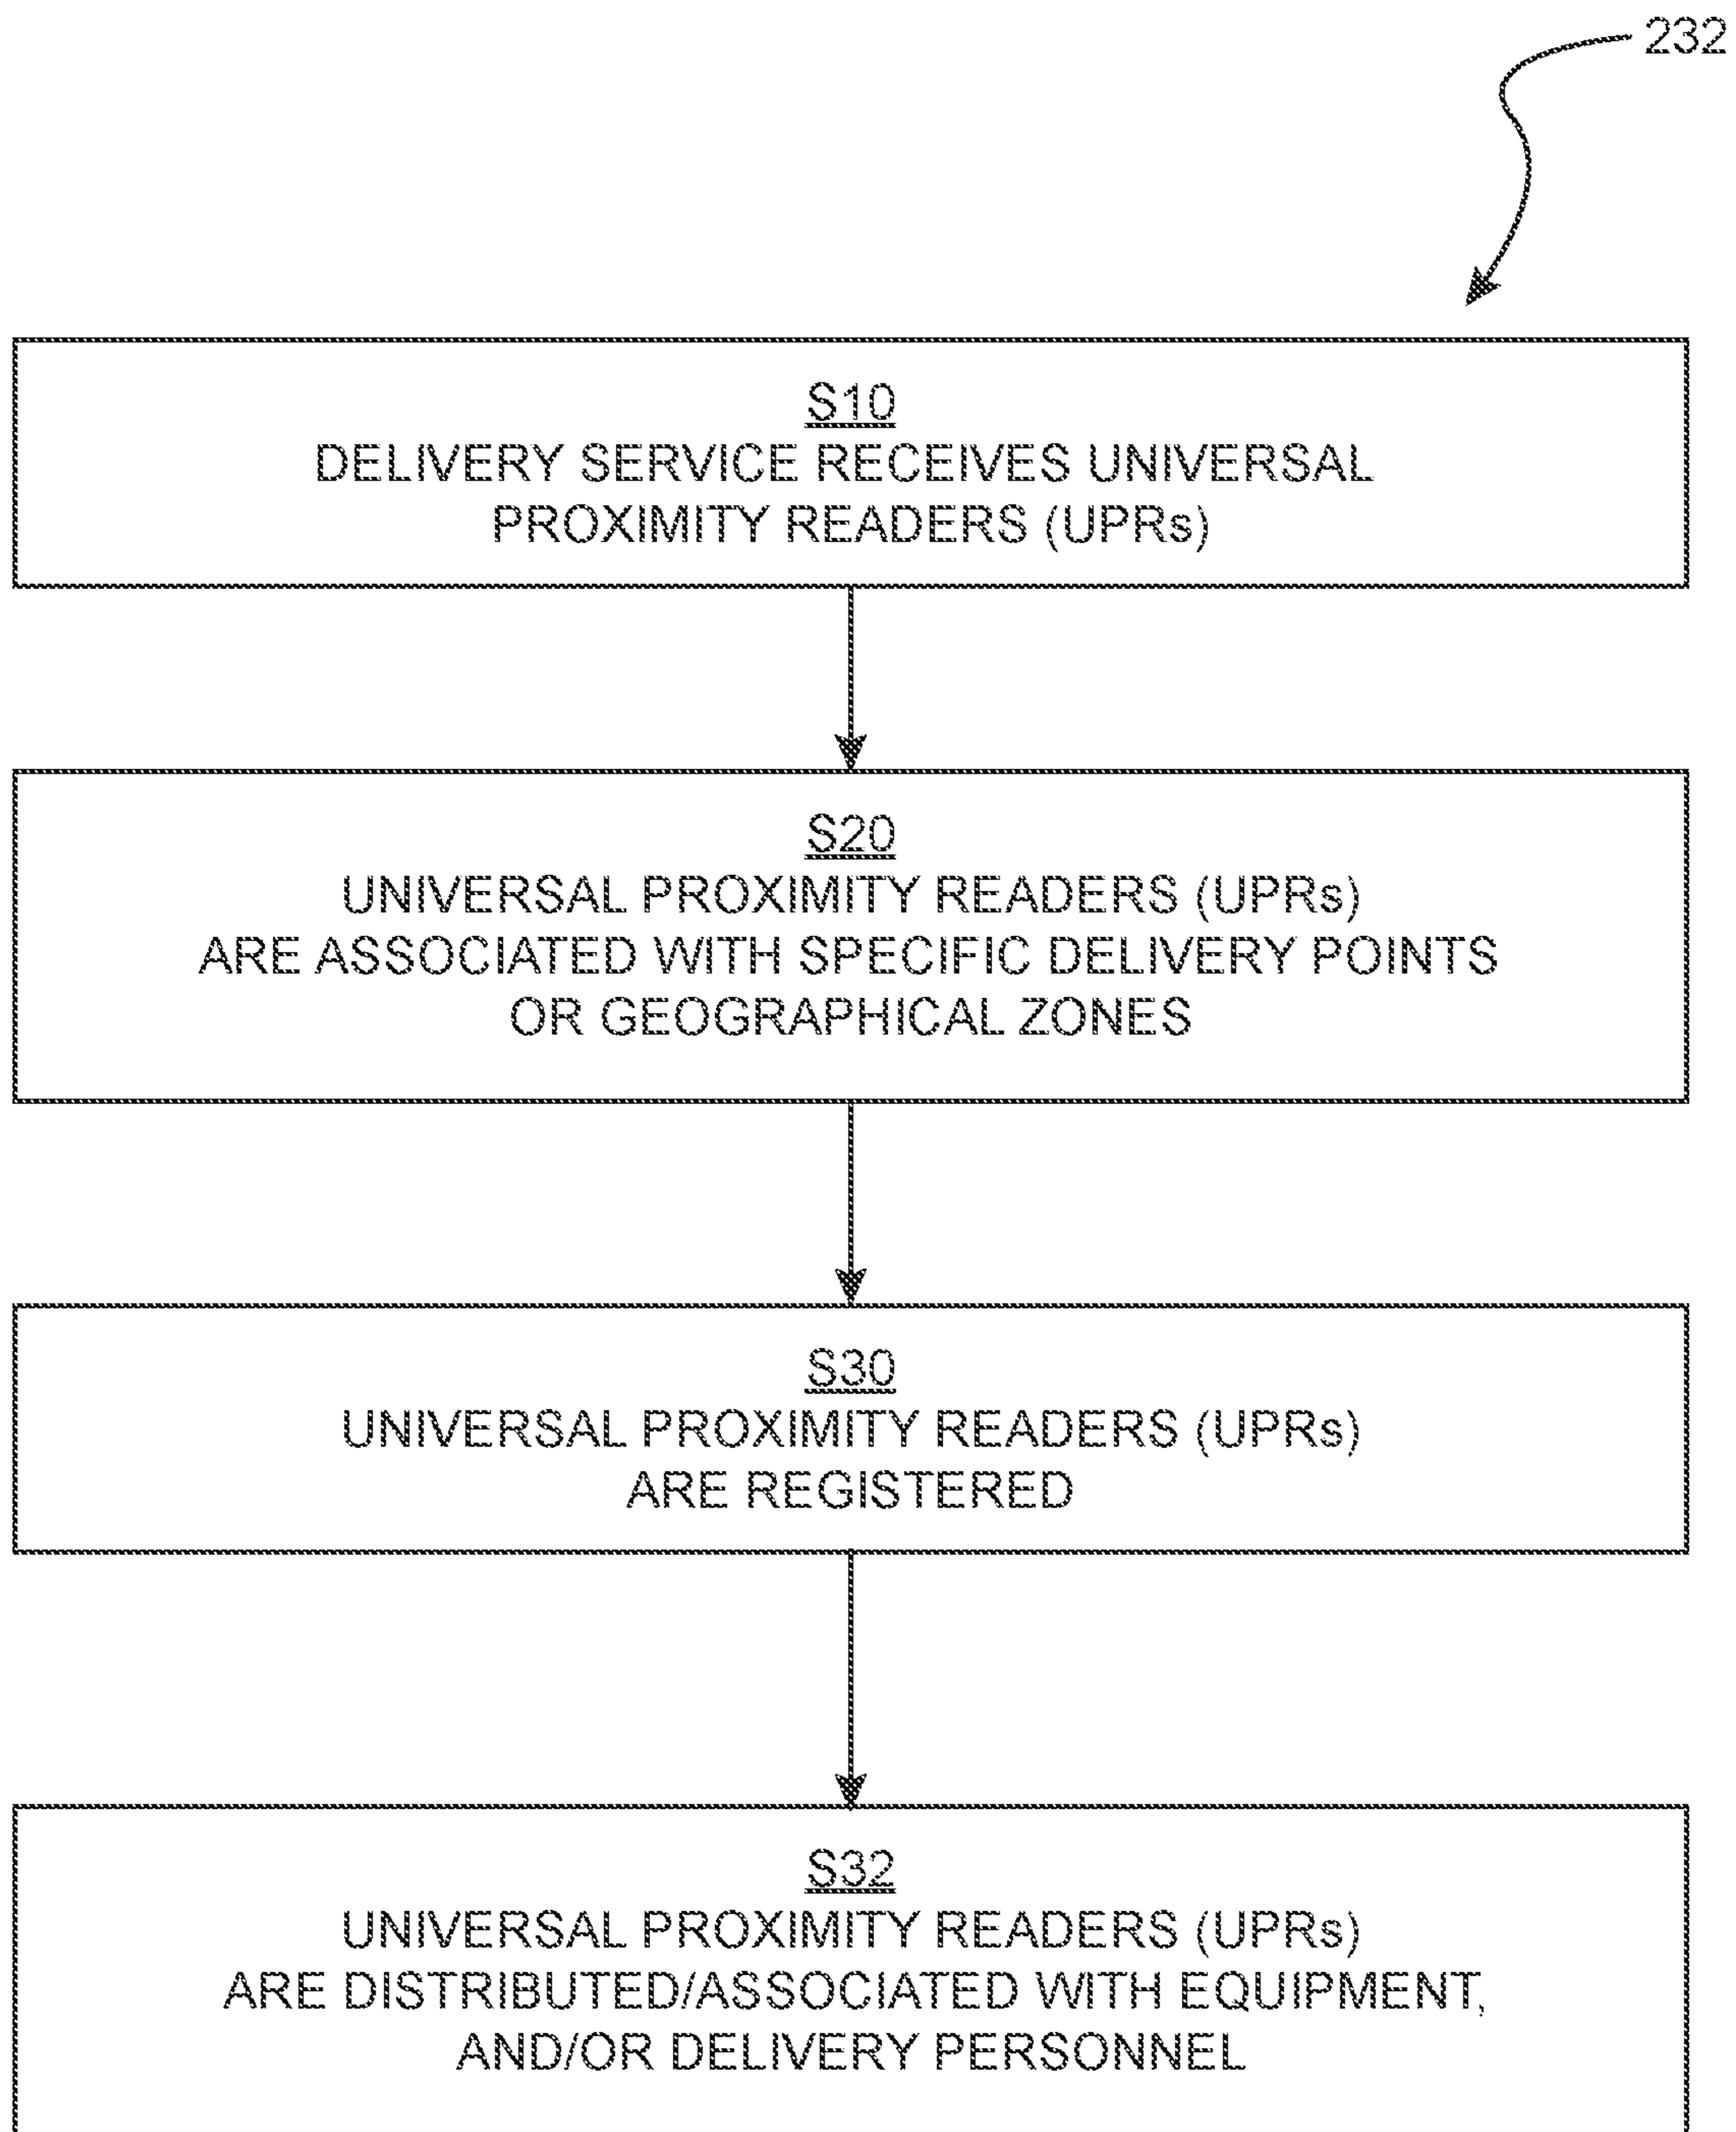 232
S10
DELIVERY SERVICE RECEIVES UNIVERSAL
PROXIMITY READERS (UPRs)
S20
UNIVERSAL PROXIMITY READERS (UPRs)
ARE ASSOCIATED WITH SPECIFIC DELIVERY POINTS
OR GEOGRAPHICAL ZONES
S30
UNIVERSAL PROXIMITY READERS (UPRs)
ARE REGISTERED
S32
UNIVERSAL PROXIMITY READERS (UPRs)
ARE DISTRIBUTED/ASSOCIATED WITH EQUIPMENT,
AND/OR DELIVERY PERSONNEL